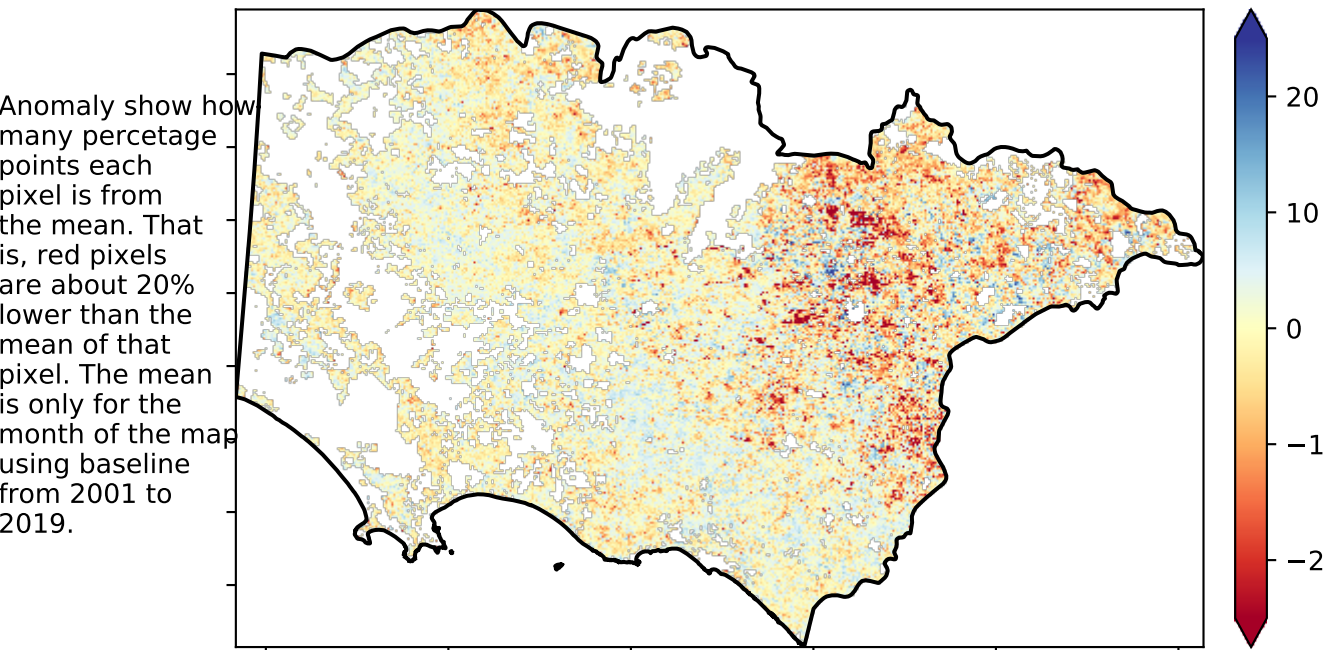 Anomaly show how
many percetage
points each
pixel is from
the mean. That
is, red pixels
are about 20%
lower than the
mean of that
pixel. The mean
is only for the
month of the map
using baseline
from 2001 to
2019.
20
10
0
−1
−2